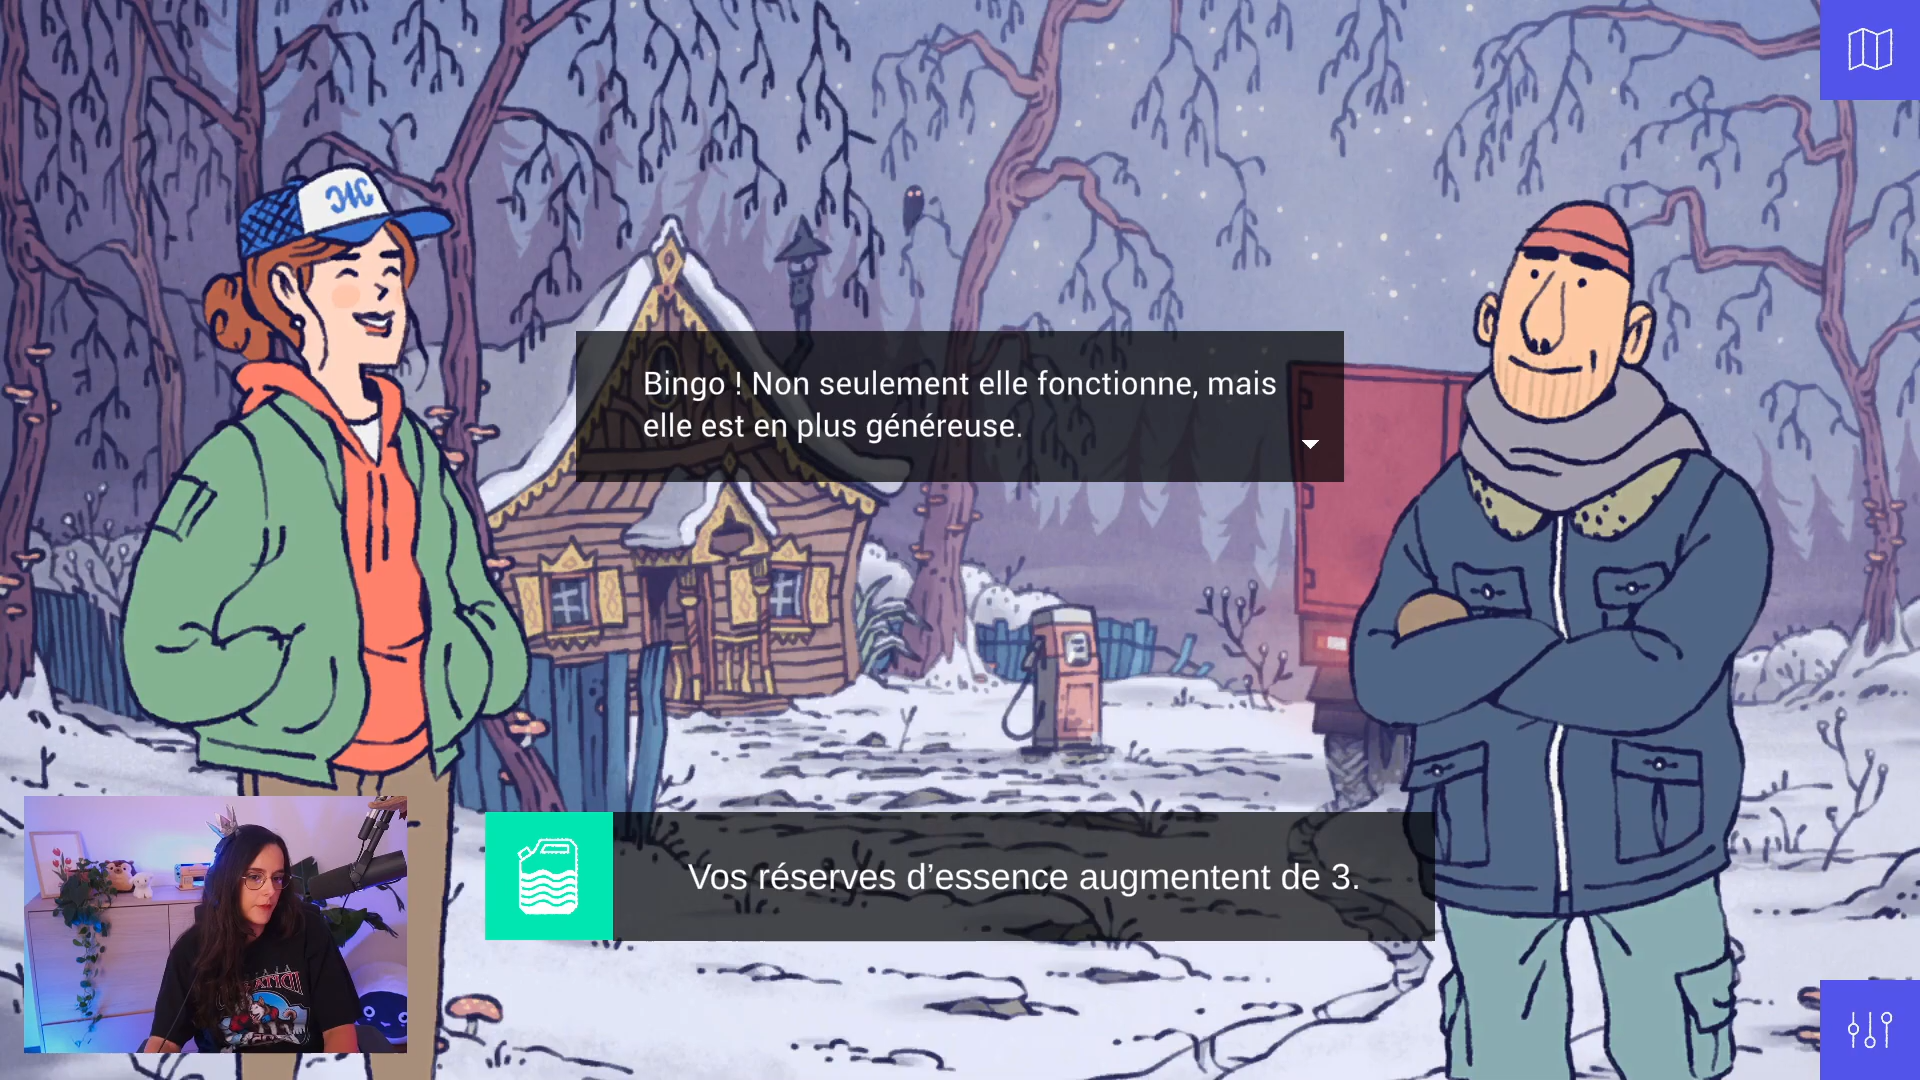 Bingo ! Non seulement elle fonctionne, mais
elle est en plus généreuse.
Vos réserves d’essence augmentent de 3.